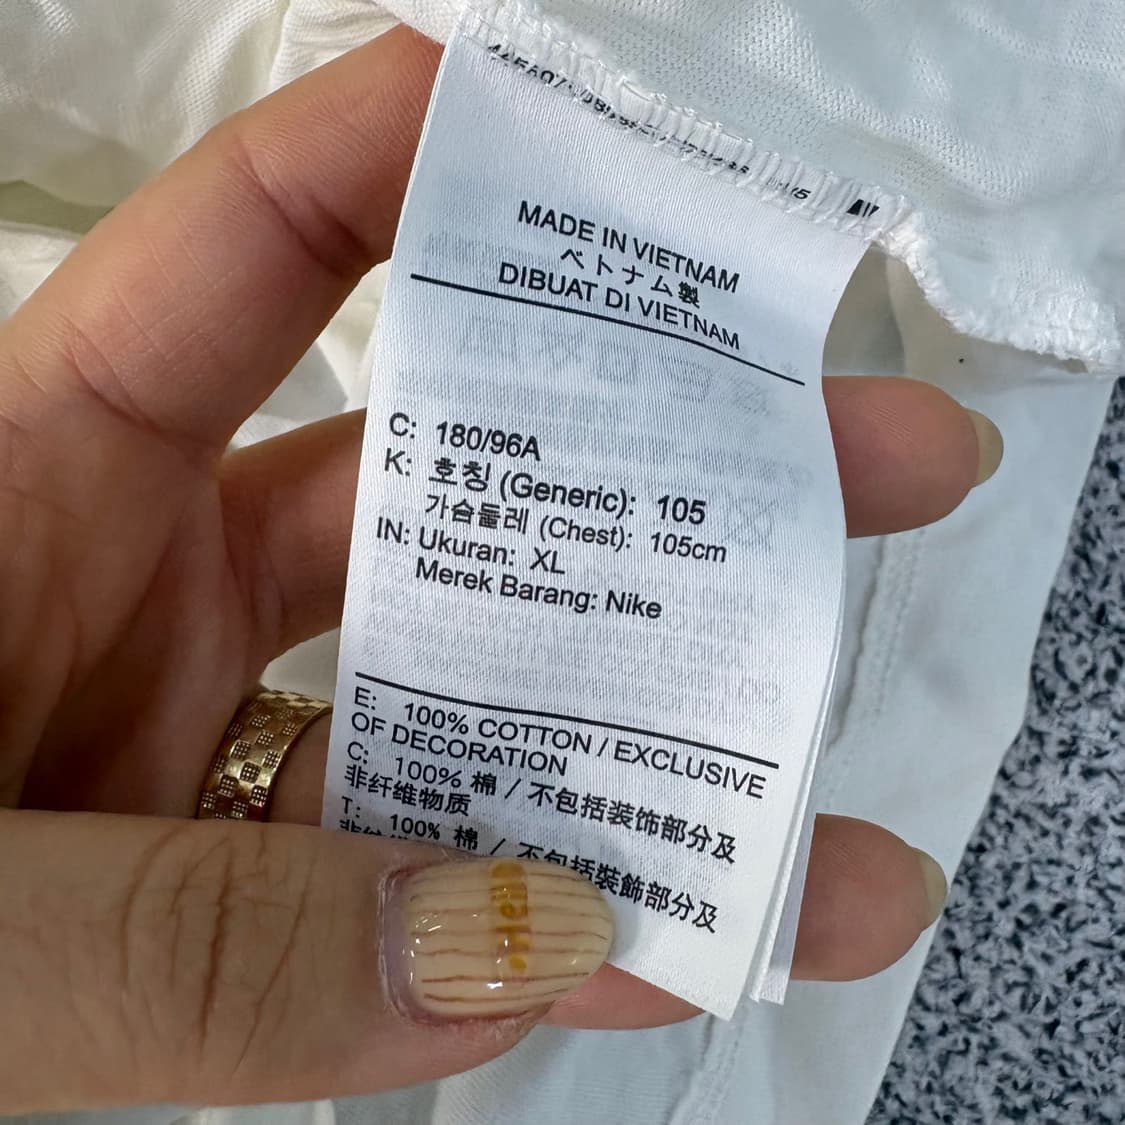 MADE IN VIETNAM
ベトナム製
DIBUAT DI VIETNAM
C: 180/96A
K: 호칭 (Generic): 105
가슴둘레 (Chest): 105cm
IN: Ukuran: XL
Merek Barang: Nike
E: 100% COTTON / EXCLUSIVE
OF DECORATION
C: 100% 棉 / 不包括装饰部分及
非纤维物质
T: 100% 棉 / 不包括裝飾部分及